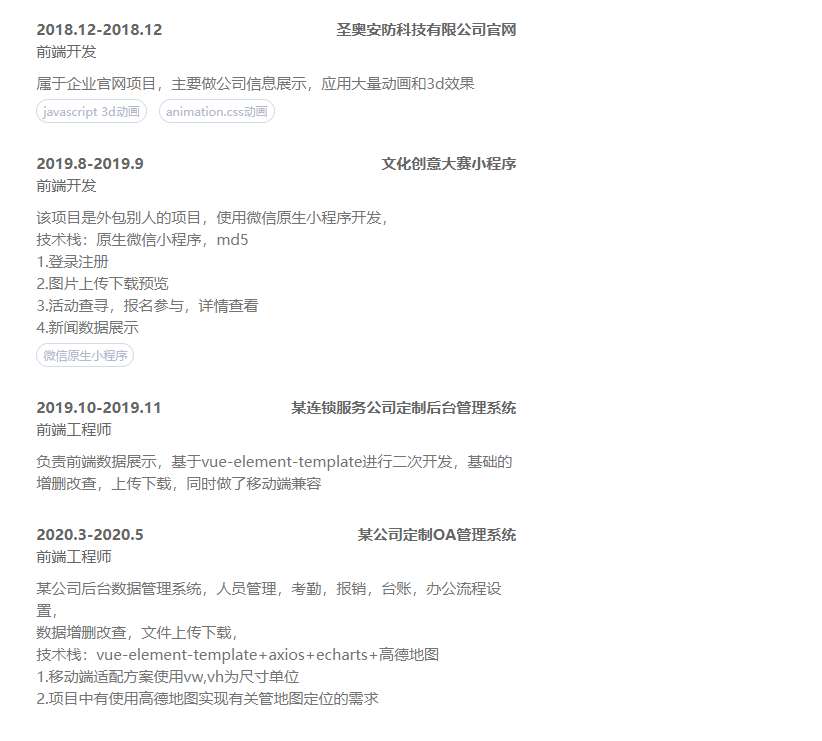 2018.12-2018.12 圣奥安防科技有限公司官网
前端开发
属于企业官网项目，主要做公司信息展示，应用大量动画和3d效果
javascript 3d动画 animation.css动画
2019.8-2019.9 文化创意大赛小程序
前端开发
该项目是外包别人的项目，使用微信原生小程序开发，
技术栈：原生微信小程序，md5
1.登录注册
2.图片上传下载预览
3.活动查寻，报名参与，详情查看
4.新闻数据展示
微信原生小程序
2019.10-2019.11 某连锁服务公司定制后台管理系统
前端工程师
负责前端数据展示，基于vue-element-template进行二次开发，基础的
增删改查，上传下载，同时做了移动端兼容
2020.3-2020.5 某公司定制OA管理系统
前端工程师
某公司后台数据管理系统，人员管理，考勤，报销，台账，办公流程设
置，
数据增删改查，文件上传下载，
技术栈：vue-element-template+axios+echarts+高德地图
1.移动端适配方案使用vw,vh为尺寸单位
2.项目中有使用高德地图实现有关管地图定位的需求